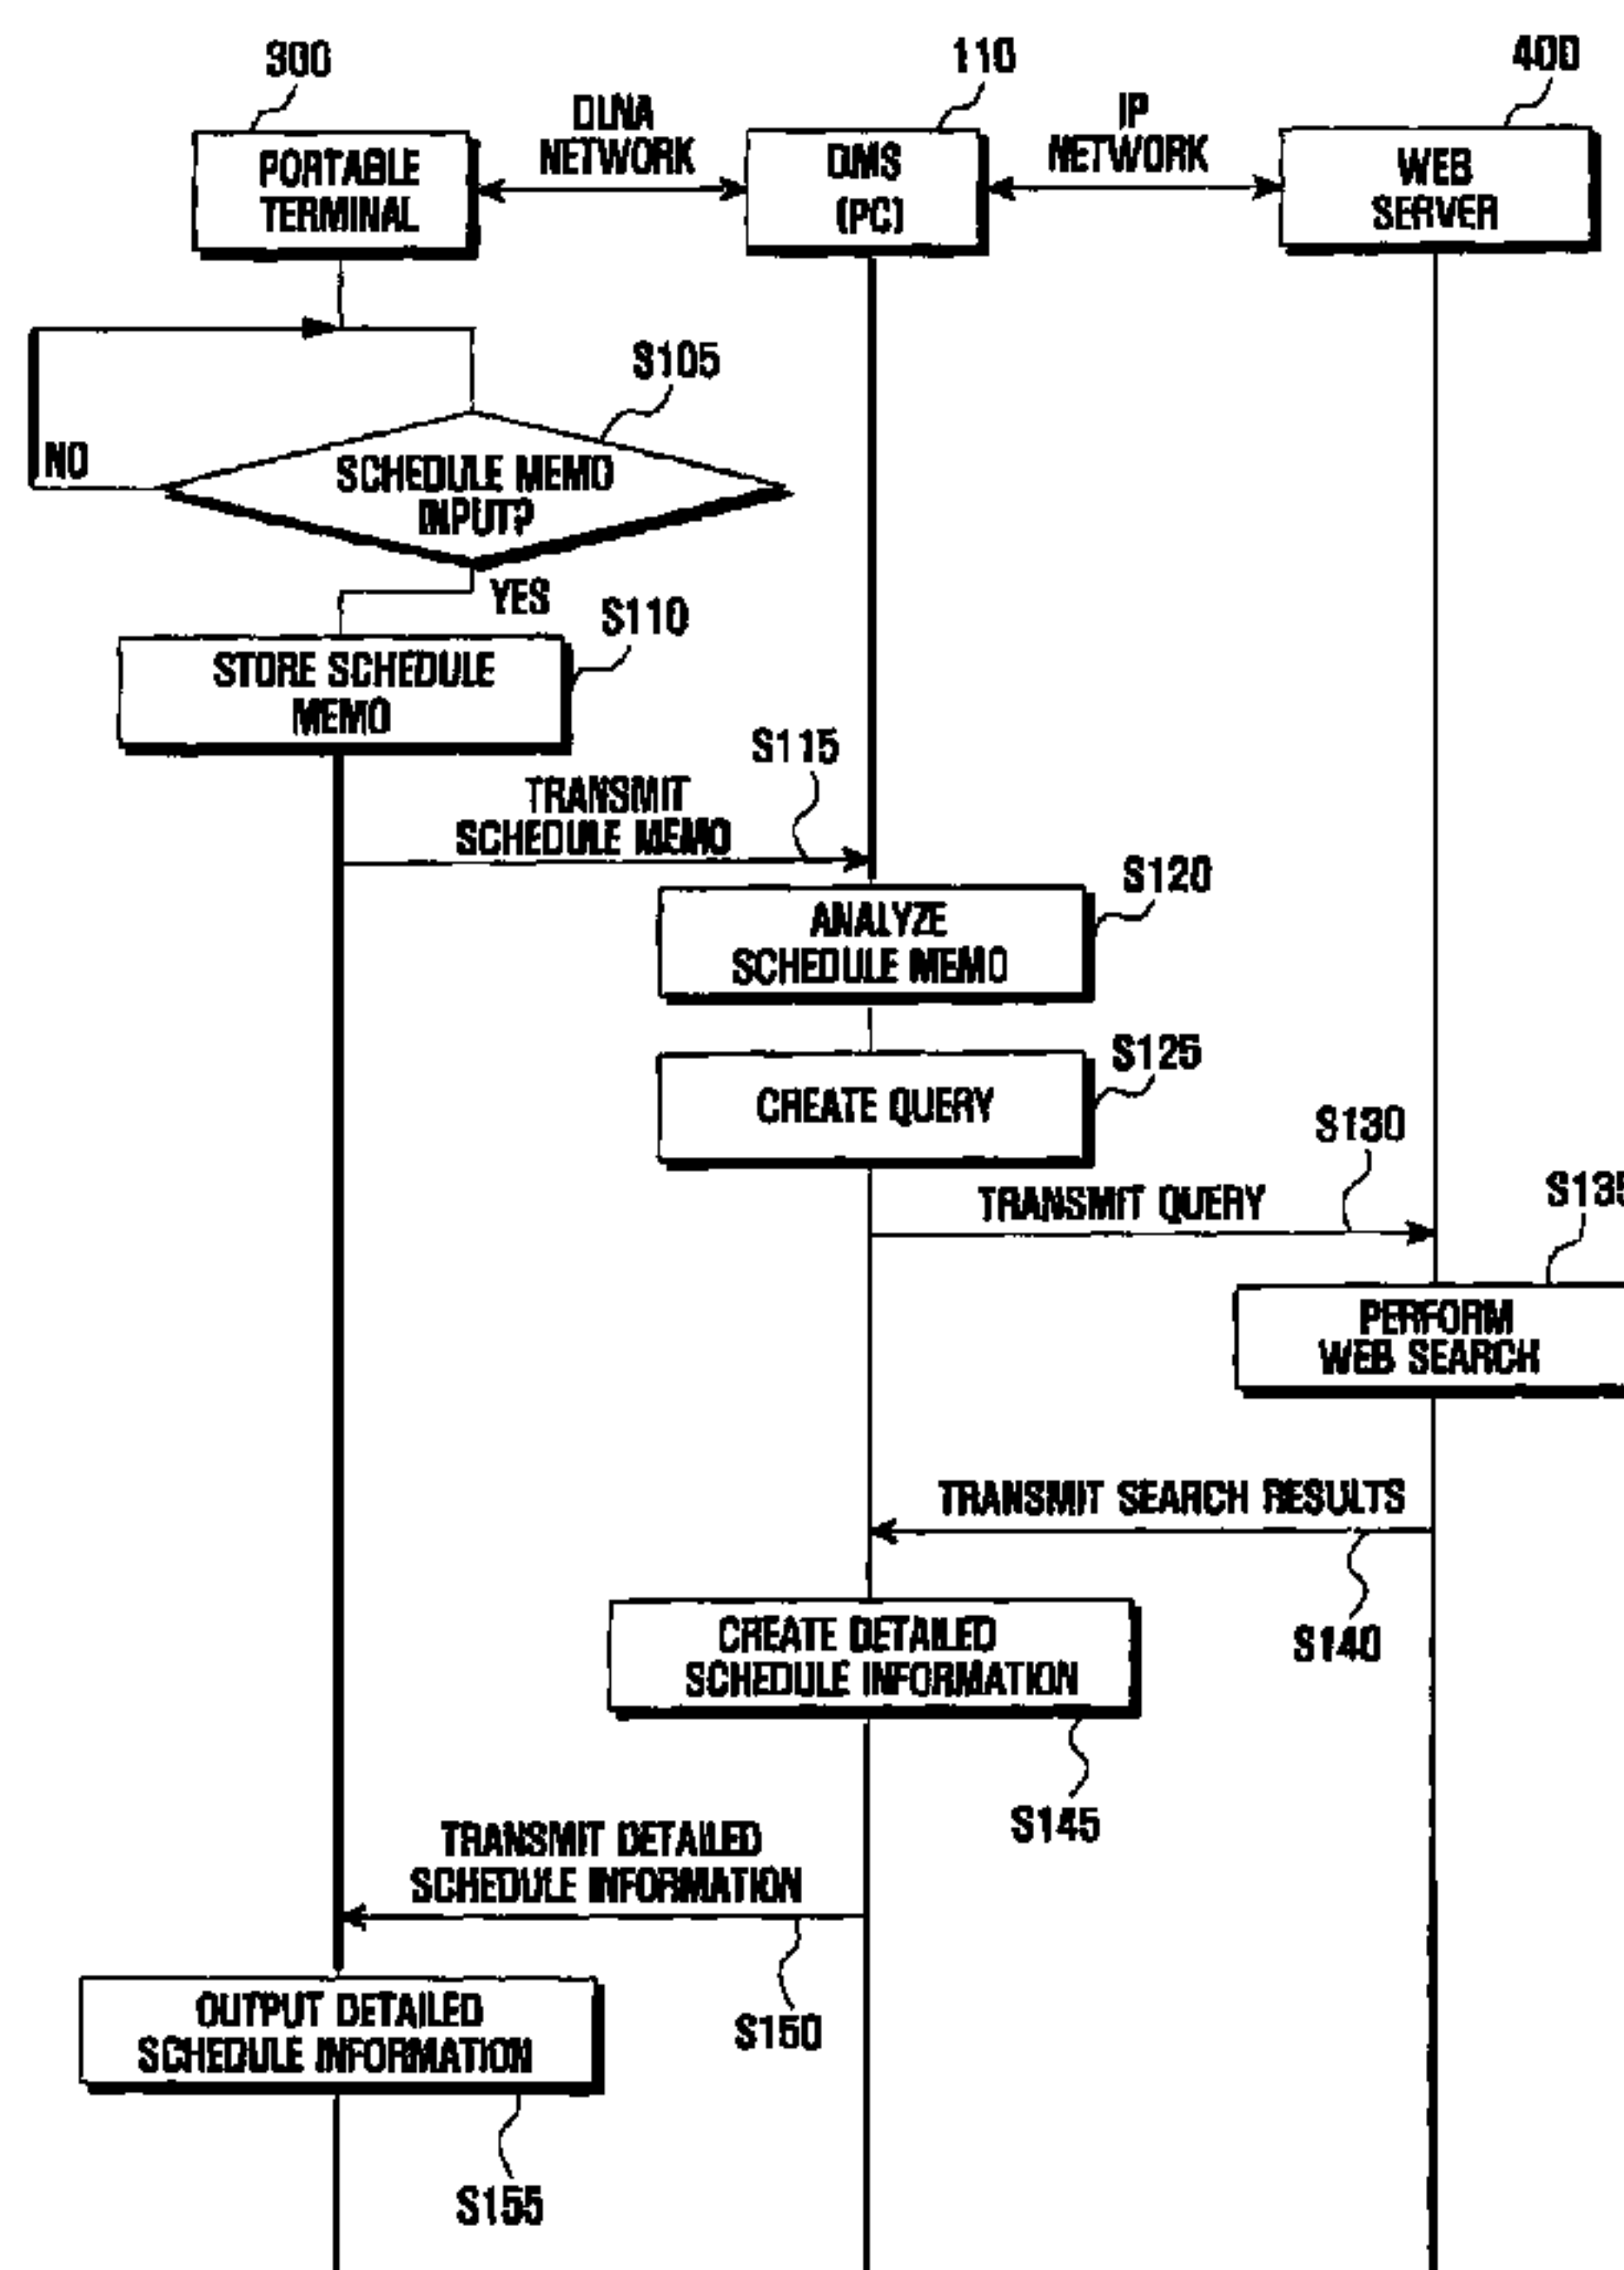 300
110
400
DLNA
NETWORK
IP
NETWORK
PORTABLE
TERMINAL
DMS
(PC)
WEB
SERVER
S105
NO
SCHEDULE MEMO
INPUT?
YES
S110
STORE SCHEDULE
MEMO
S115
TRANSMIT
SCHEDULE MEMO
S120
ANALYZE
SCHEDULE MEMO
S125
CREATE QUERY
S130
TRANSMIT QUERY
S135
PERFORM
WEB SEARCH
TRANSMIT SEARCH RESULTS
S140
CREATE DETAILED
SCHEDULE INFORMATION
S145
TRANSMIT DETAILED
SCHEDULE INFORMATION
S150
OUTPUT DETAILED
SCHEDULE INFORMATION
S155